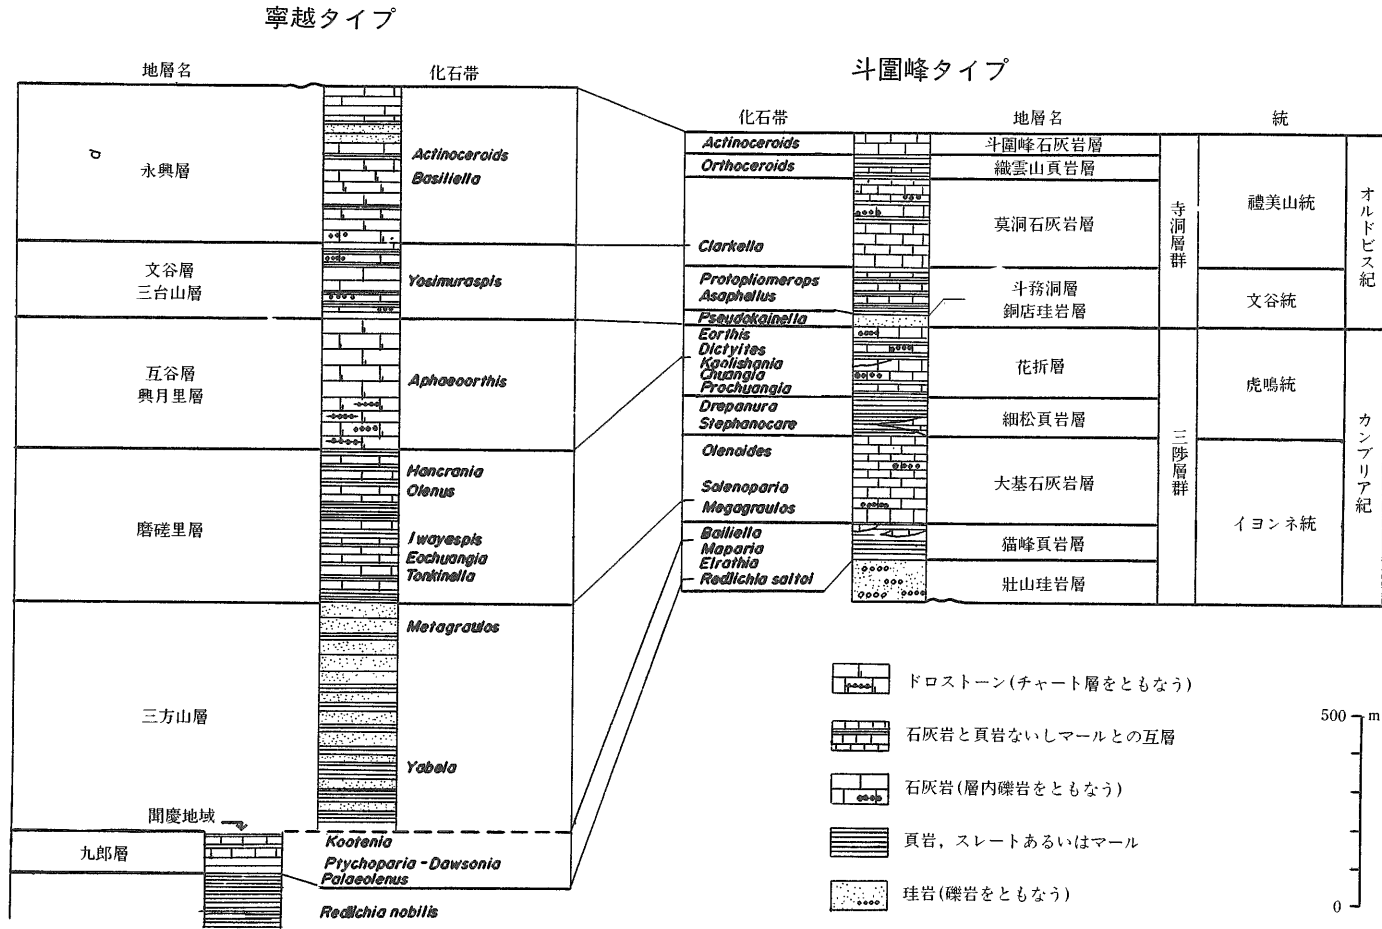 寧越タイプ
地層名
化石帯
永興層
Actinoceroids
Basiliella
文谷層
三台山層
Yosimuraspis
互谷層
興月里層
Aphaeoorthis
磨磋里層
Hancrania
Olenus
Iwayespis
Eochuangia
Tonkinella
三方山層
Metagraulos
Yabela
聞慶地域
九郎層
Kootenia
Ptychoparia - Dawsonia
Palaeolenus
Redlichia nobilis
斗圍峰タイプ
化石帯
地層名
統
Actinoceroids
斗圍峰石灰岩層
Orthoceroids
織雲山頁岩層
Clarkella
莫洞石灰岩層
Protopliomerops
Asaphellus
斗務洞層
Pseudokainella
銅店珪岩層
Eorthis
Dictyites
Kaolishania
Chuangia
Prochuangia
花折層
Drepanura
Stephanocare
細松頁岩層
Olenoides
Solenoparia
Megagraulos
大基石灰岩層
Bailiella
Maparia
Elrathia
猫峰頁岩層
Redlichia saitoi
壯山珪岩層
寺洞層群
三陟層群
禮美山統
文谷統
虎鳴統
イヨンネ統
オルドビス紀
カンブリア紀
ドロストーン(チャート層をともなう)
石灰岩と頁岩ないしマールとの互層
石灰岩(層内礫岩をともなう)
頁岩，スレートあるいはマール
珪岩(礫岩をともなう)
500 m
0